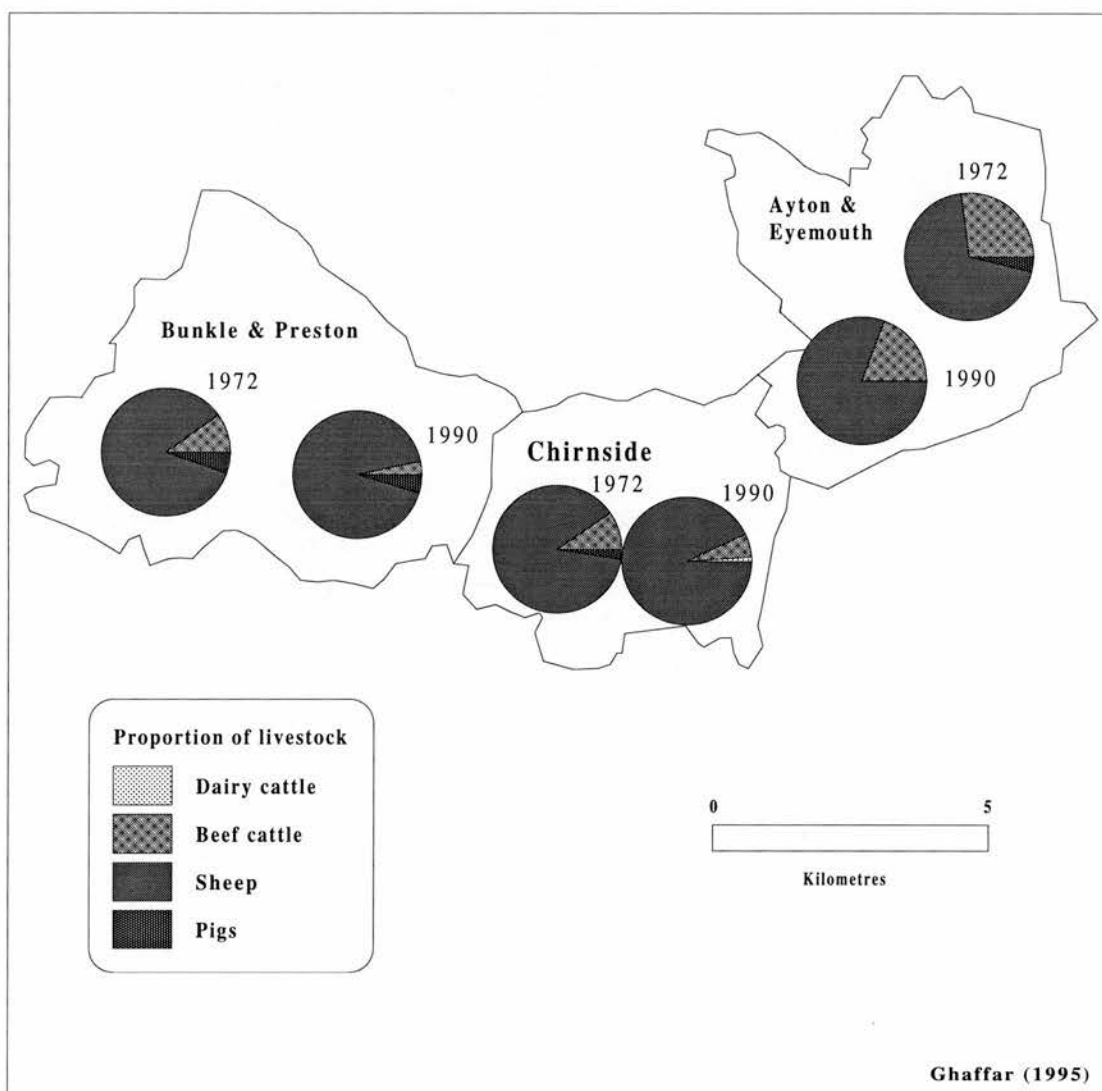 1972
Ayton &
Eyemouth
Bunkle & Preston
1972
1990
1990
Chirnside
1972
1990
Proportion of livestock
Dairy cattle
Beef cattle
Sheep
Pigs
0 5
Kilometres
Ghaffar (1995)